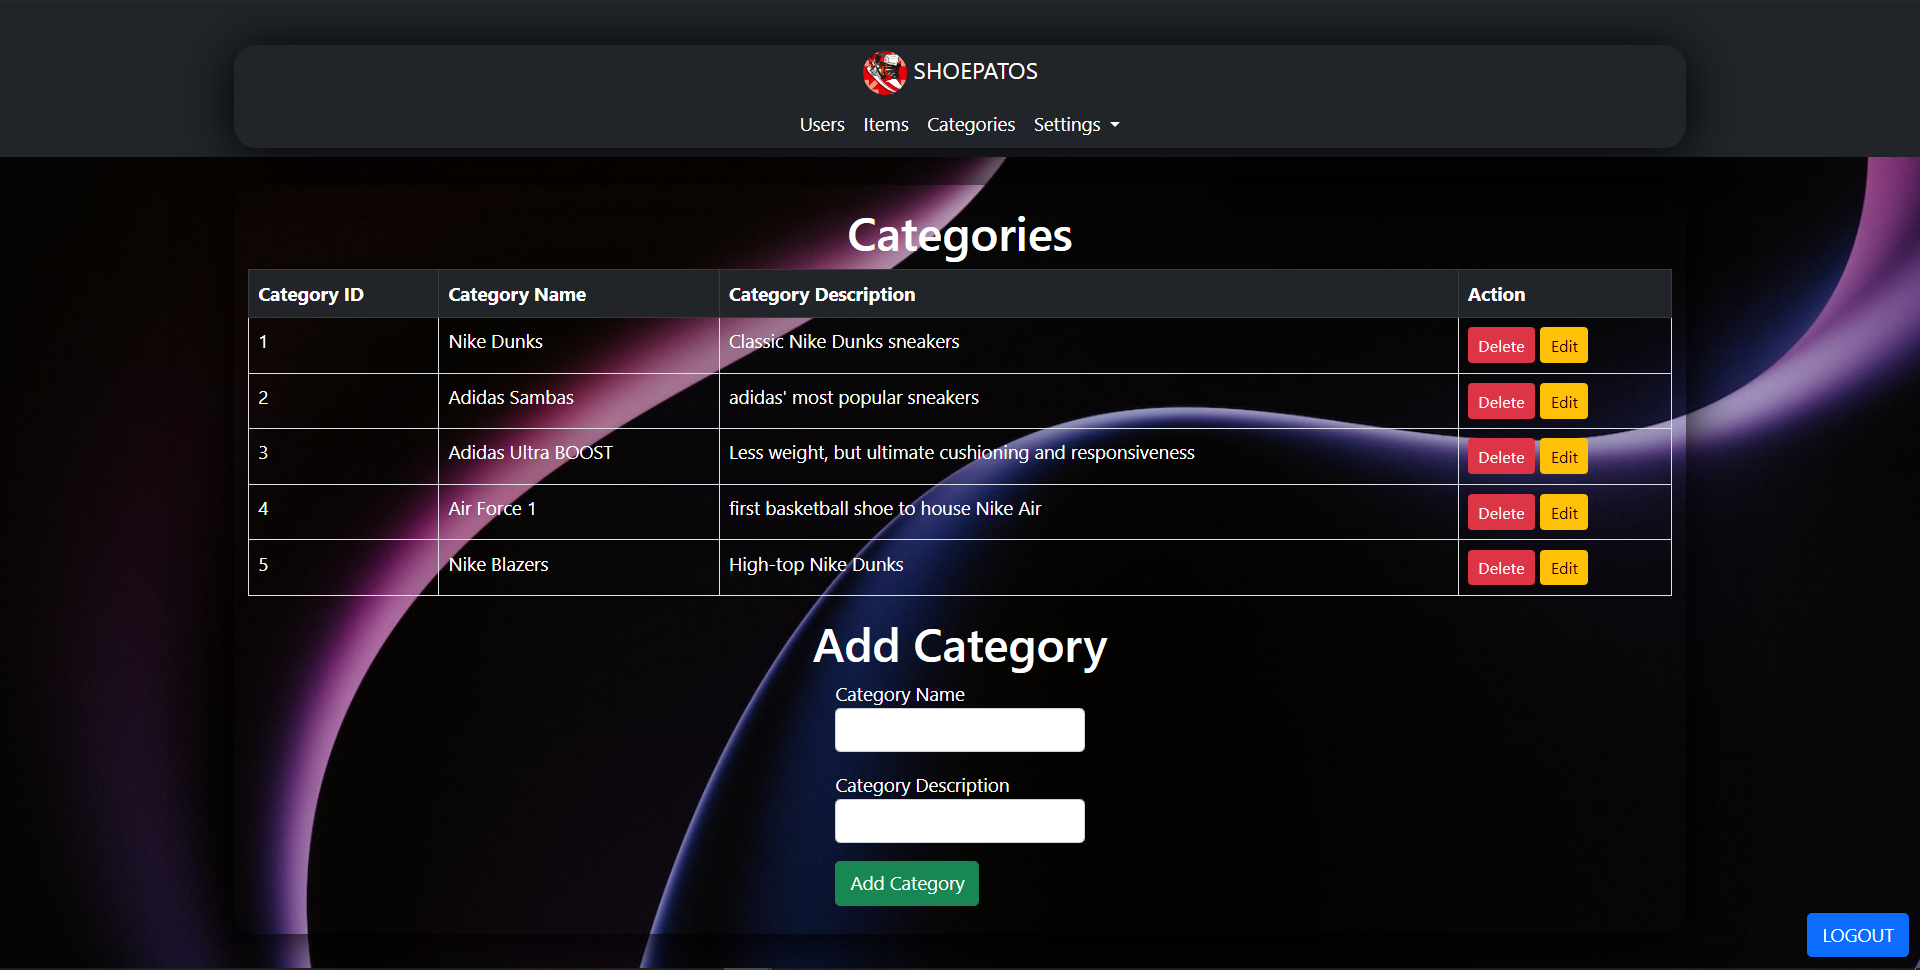 SHOEPATOS
Users Items Categories Settings
Categories
Category ID Category Name Category Description Action
1 Nike Dunks Classic Nike Dunks sneakers Delete Edit
2 Adidas Sambas adidas' most popular sneakers Delete Edit
3 Adidas Ultra BOOST Less weight, but ultimate cushioning and responsiveness Delete Edit
4 Air Force 1 first basketball shoe to house Nike Air Delete Edit
5 Nike Blazers High-top Nike Dunks Delete Edit
Add Category
Category Name
Category Description
Add Category
LOGOUT